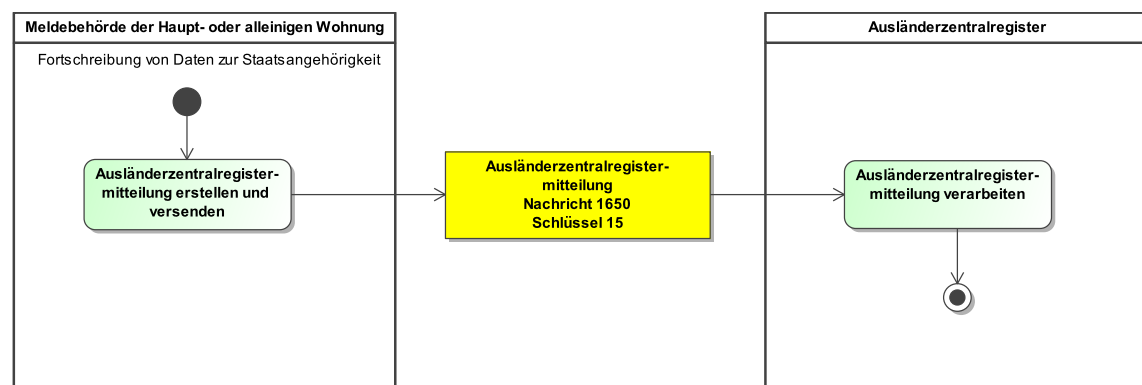 Meldebehörde der Haupt- oder alleinigen Wohnung
Fortschreibung von Daten zur Staatsangehörigkeit
Ausländerzentralregister-
mitteilung erstellen und
versenden
Ausländerzentralregister-
mitteilung
Nachricht 1650
Schlüssel 15
Ausländerzentralregister
Ausländerzentralregister-
mitteilung verarbeiten